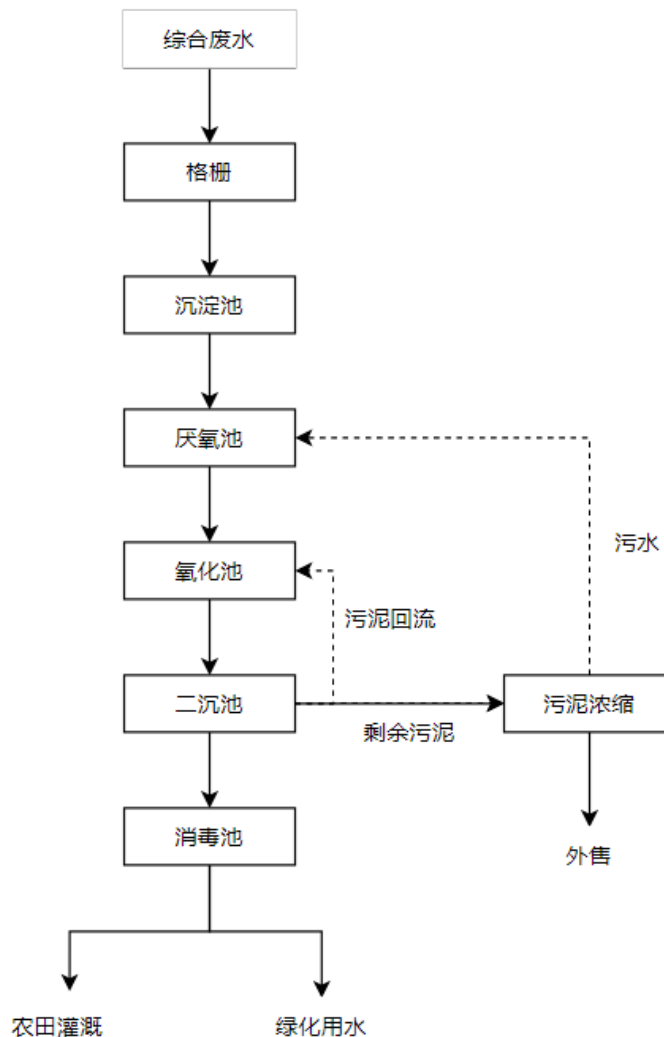 综合废水
格栅
沉淀池
厌氧池
污水
氧化池
污泥回流
二沉池
污泥浓缩
剩余污泥
消毒池
外售
农田灌溉
绿化用水